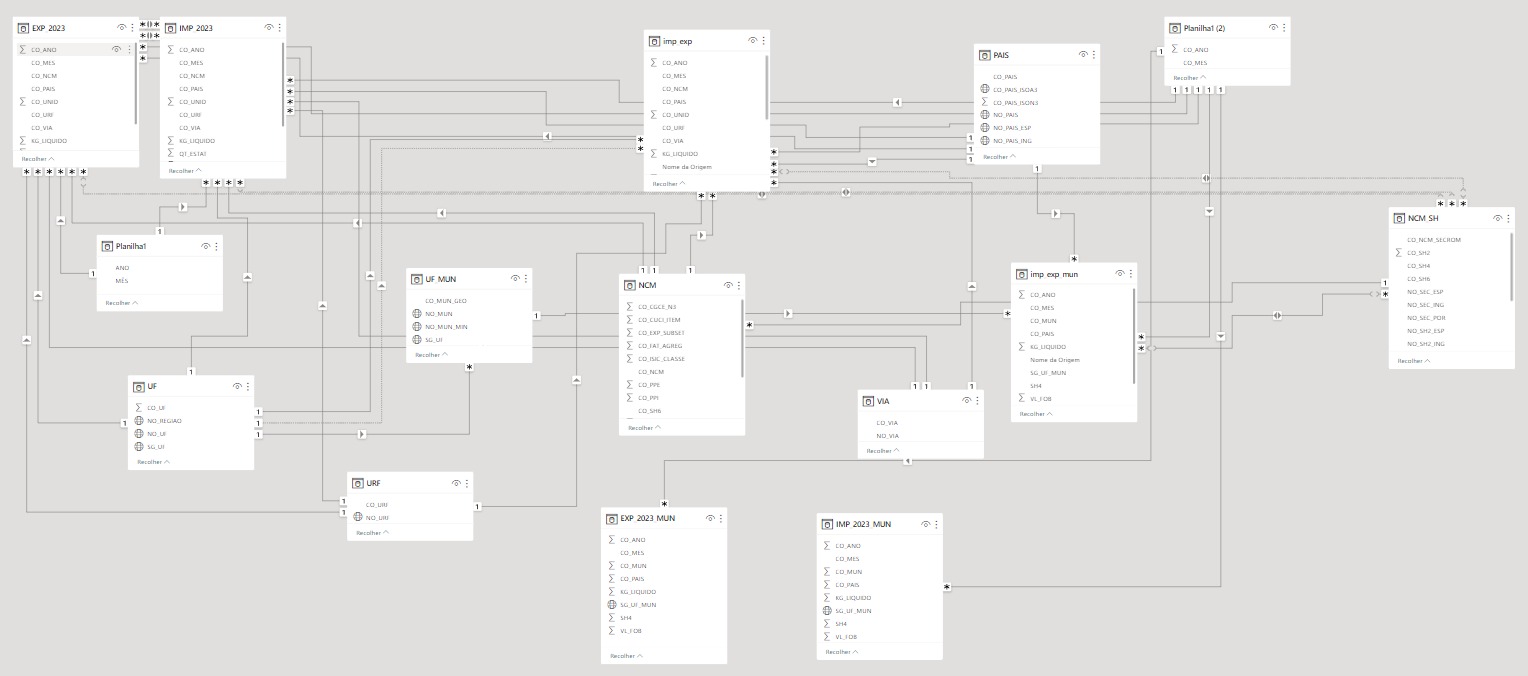 EXP_2023
CO_ANO
CO_MES
CO_NCM
CO_PAIS
CO_UNID
CO_URF
CO_VIA
KG_LIQUIDO
Recolher
IMP_2023
CO_ANO
CO_MES
CO_NCM
CO_PAIS
CO_UNID
CO_URF
CO_VIA
KG_LIQUIDO
QT_ESTAT
Recolher
imp_exp
CO_ANO
CO_MES
CO_NCM
CO_PAIS
CO_UNID
CO_URF
CO_VIA
KG_LIQUIDO
Nome da Origem
Recolher
PAIS
CO_PAIS
CO_PAIS_ISOA3
CO_PAIS_ISON3
NO_PAIS
NO_PAIS_ESP
NO_PAIS_ING
Recolher
Planilha1 (2)
CO_ANO
CO_MES
Recolher
NCM_SH
CO_NCM_SECROM
CO_SH2
CO_SH4
CO_SH6
NO_SEC_ESP
NO_SEC_ING
NO_SEC_POR
NO_SH2_ESP
NO_SH2_ING
Recolher
Planilha1
ANO
MÊS
Recolher
UF_MUN
CO_MUN_GEO
NO_MUN
NO_MUN_MIN
SG_UF
Recolher
NCM
CO_CGCE_N3
CO_CUCI_ITEM
CO_EXP_SUBSET
CO_FAT_AGREG
CO_ISIC_CLASSE
CO_NCM
CO_PPE
CO_PPI
CO_SH6
Recolher
imp_exp_mun
CO_ANO
CO_MES
CO_MUN
CO_PAIS
KG_LIQUIDO
Nome da Origem
SG_UF_MUN
SH4
VL_FOB
Recolher
UF
CO_UF
NO_REGIAO
NO_UF
SG_UF
Recolher
VIA
CO_VIA
NO_VIA
Recolher
URF
CO_URF
NO_URF
Recolher
EXP_2023_MUN
CO_ANO
CO_MES
CO_MUN
CO_PAIS
KG_LIQUIDO
SG_UF_MUN
SH4
VL_FOB
Recolher
IMP_2023_MUN
CO_ANO
CO_MES
CO_MUN
CO_PAIS
KG_LIQUIDO
SG_UF_MUN
SH4
VL_FOB
Recolher